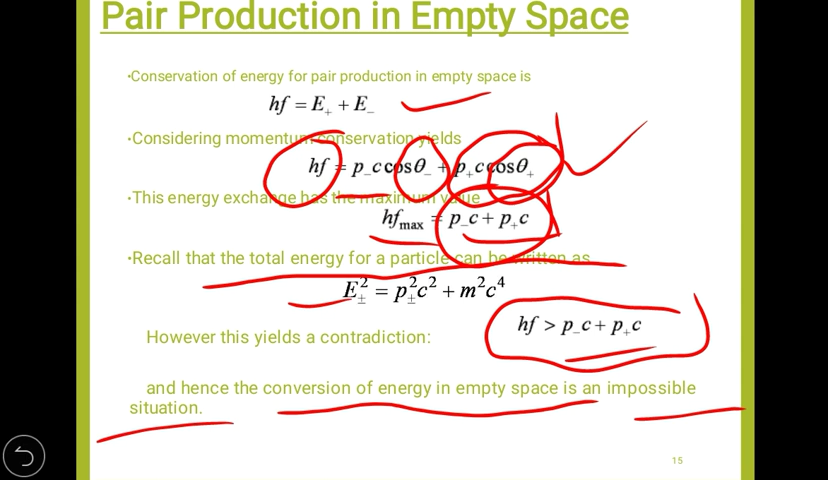 Pair Production in Empty Space
•Conservation of energy for pair production in empty space is
hf = E₊ + E₋
•Considering momentum conservation yields
hf = p₋c cosθ₋ + p₊c cosθ₊
•This energy exchange has the maximum value
hf_max = p₋c + p₊c
•Recall that the total energy for a particle can be written as
E±² = p±²c² + m²c⁴
However this yields a contradiction:
hf > p₋c + p₊c
and hence the conversion of energy in empty space is an impossible
situation.
15